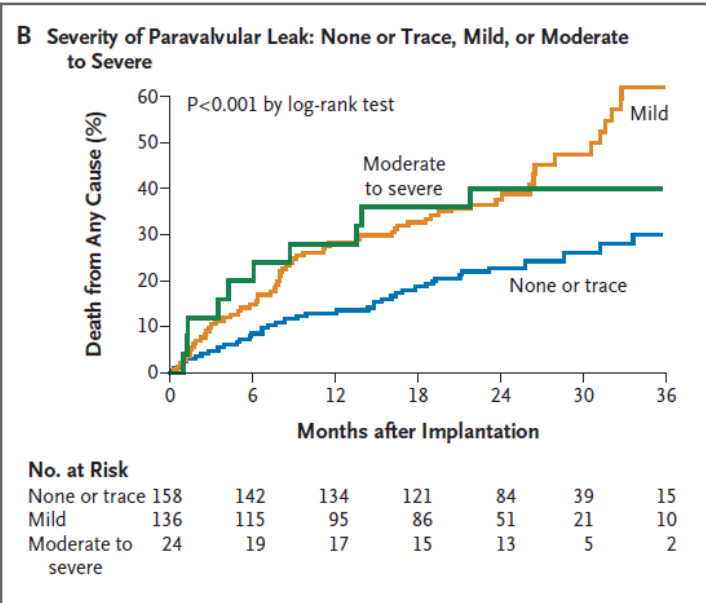 B Severity of Paravalvular Leak: None or Trace, Mild, or Moderate
to Severe
P<0.001 by log-rank test
Death from Any Cause (%)
60
50
40
30
20
10
0
Mild
Moderate
to severe
None or trace
0 6 12 18 24 30 36
Months after Implantation
No. at Risk
None or trace 158 142 134 121 84 39 15
Mild 136 115 95 86 51 21 10
Moderate to 24 19 17 15 13 5 2
severe